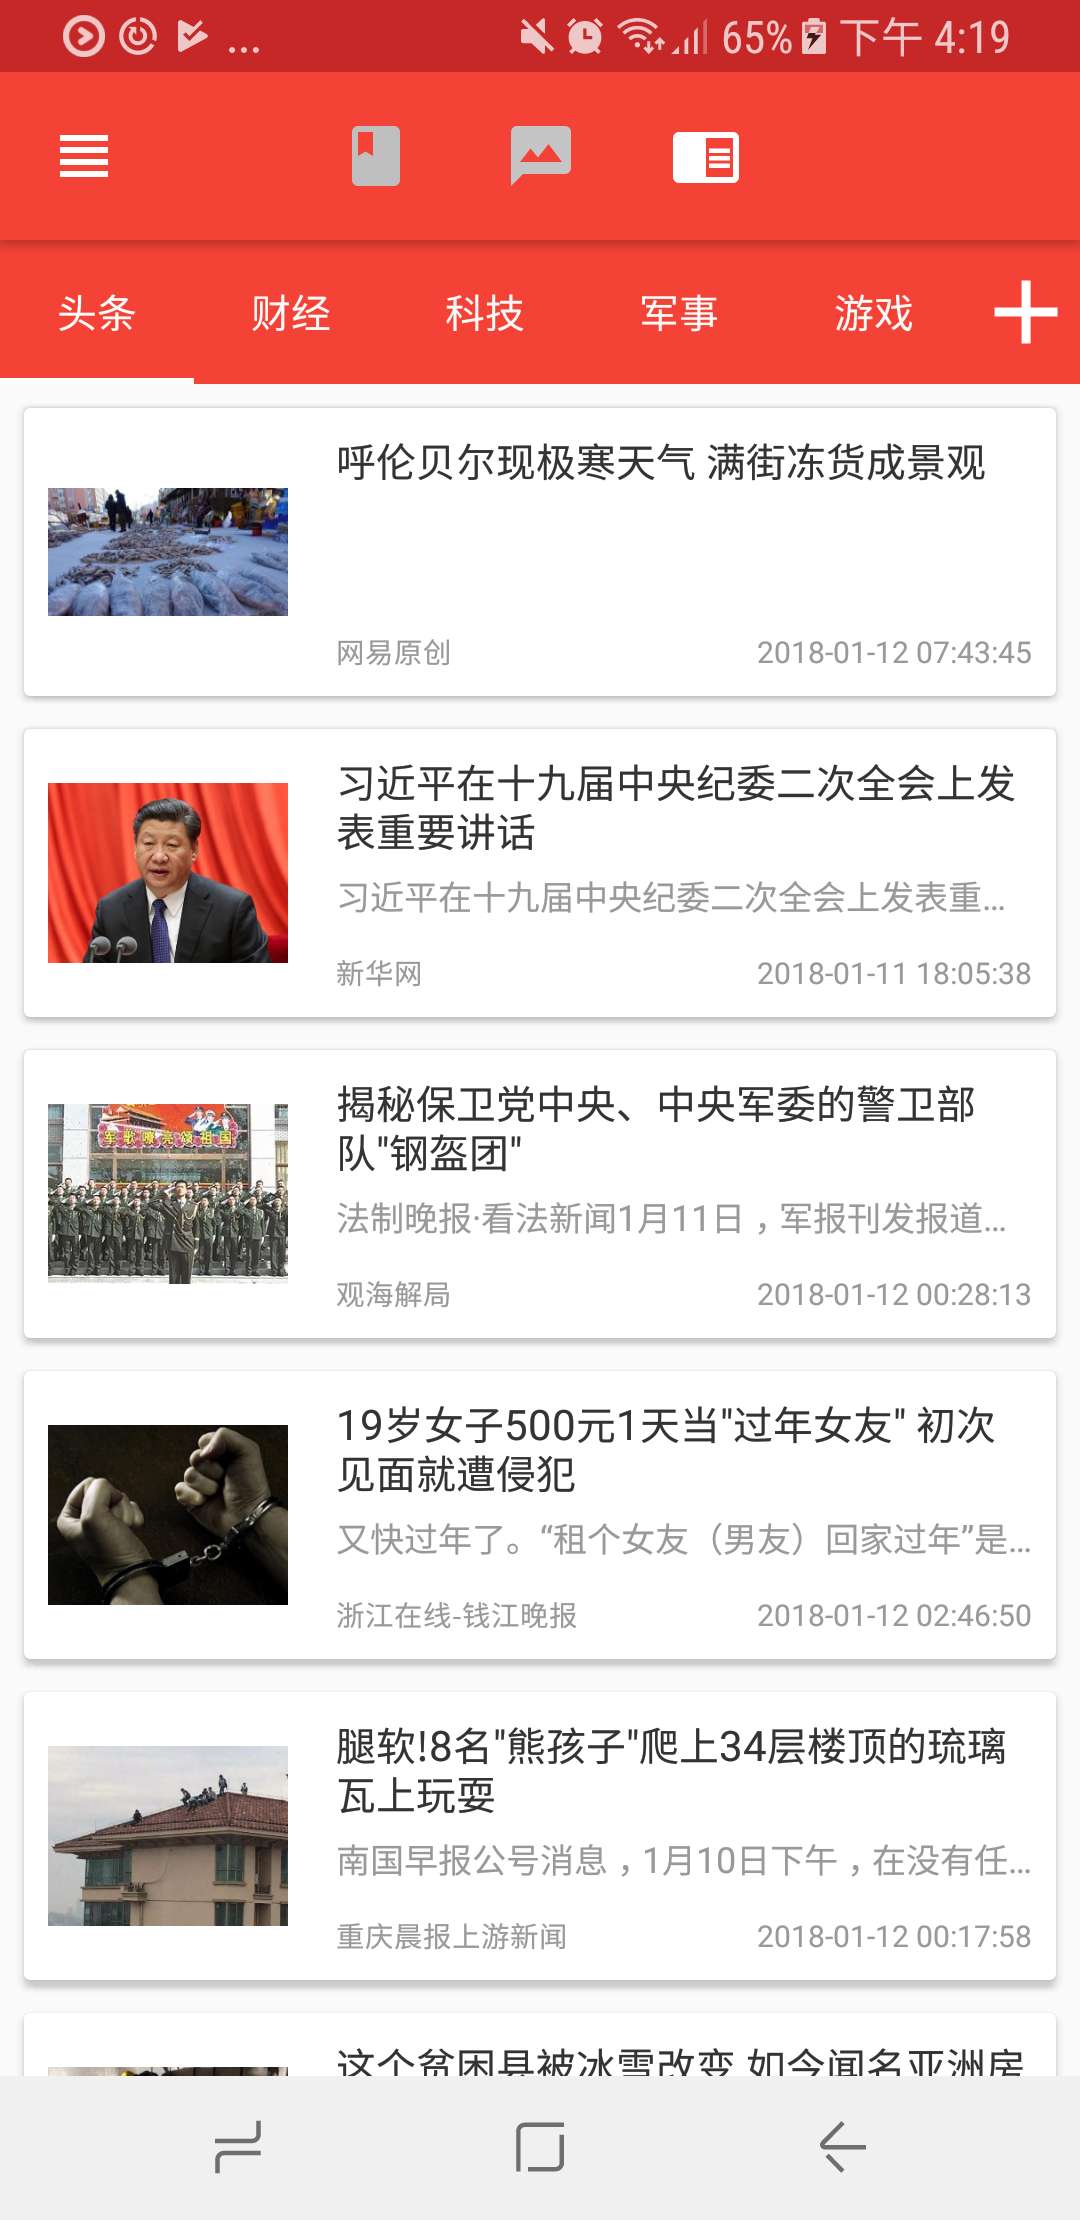 ... 65% 下午 4:19
头条 财经 科技 军事 游戏
呼伦贝尔现极寒天气 满街冻货成景观
网易原创 2018-01-12 07:43:45
习近平在十九届中央纪委二次全会上发
表重要讲话
习近平在十九届中央纪委二次全会上发表重...
新华网 2018-01-11 18:05:38
军歌嘹亮颂祖国
揭秘保卫党中央、中央军委的警卫部
队"钢盔团"
法制晚报·看法新闻1月11日，军报刊发报道...
观海解局 2018-01-12 00:28:13
19岁女子500元1天当"过年女友" 初次
见面就遭侵犯
又快过年了。“租个女友（男友）回家过年”是...
浙江在线-钱江晚报 2018-01-12 02:46:50
腿软!8名"熊孩子"爬上34层楼顶的琉璃
瓦上玩耍
南国早报公号消息，1月10日下午，在没有任...
重庆晨报上游新闻 2018-01-12 00:17:58
这个贫困县被冰雪改变 如今闻名亚洲房